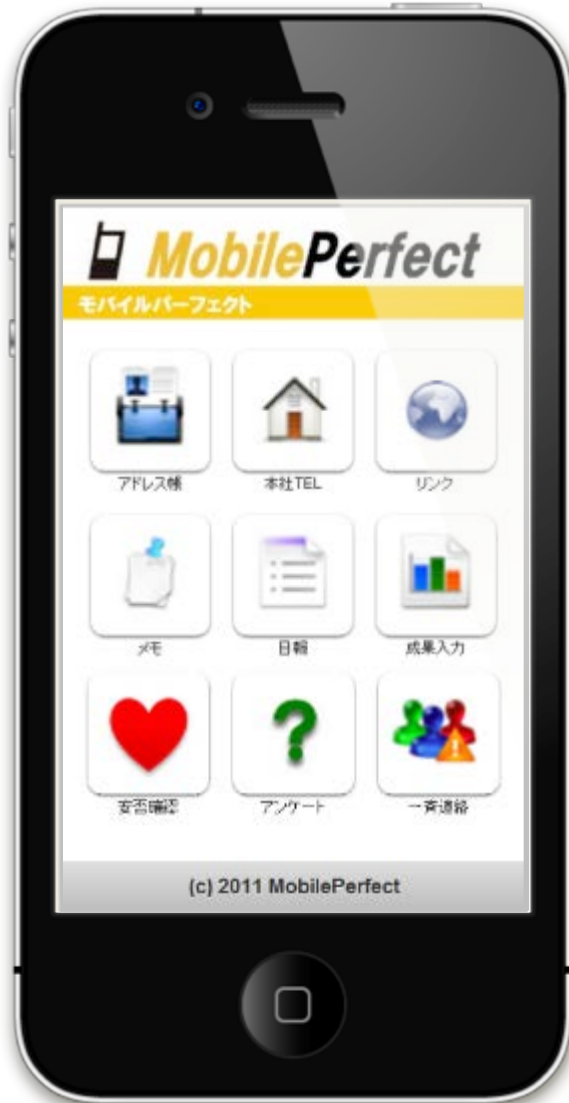 MobilePerfect
モバイルパーフェクト
アドレス帳 本社TEL リンク
メモ 日報 成果入力
安否確認 アンケート 一斉連絡
(c) 2011 MobilePerfect